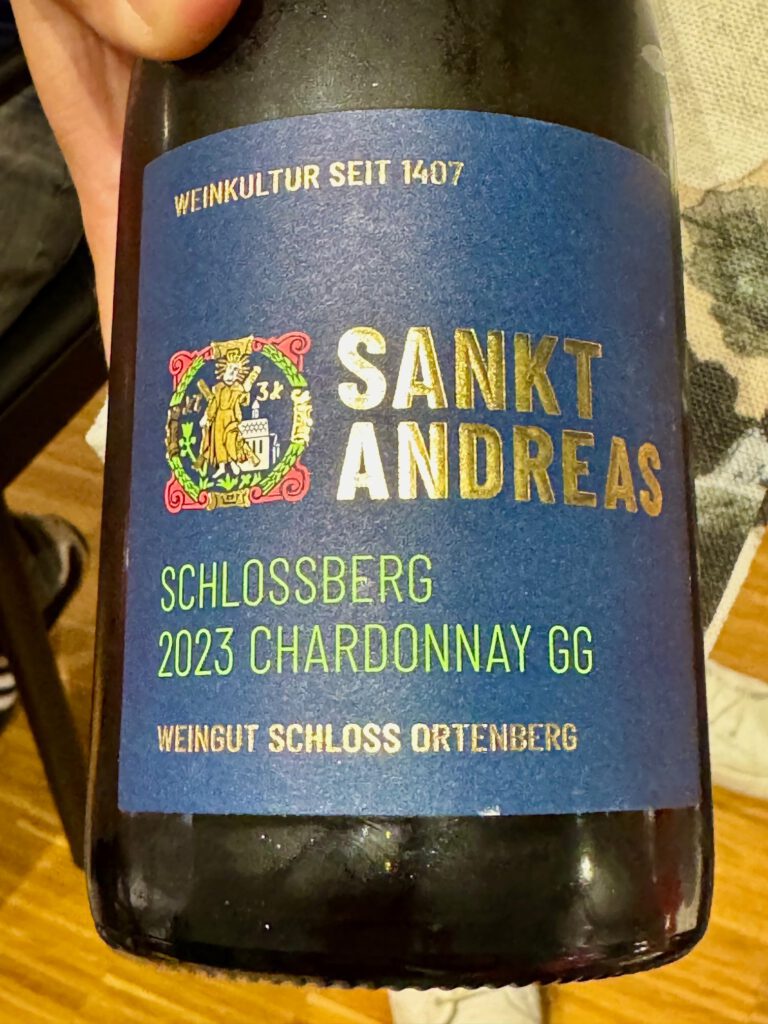 WEINKULTUR SEIT 1407
SANKT
ANDREAS
SCHLOSSBERG
2023 CHARDONNAY GG
WEINGUT SCHLOSS ORTENBERG